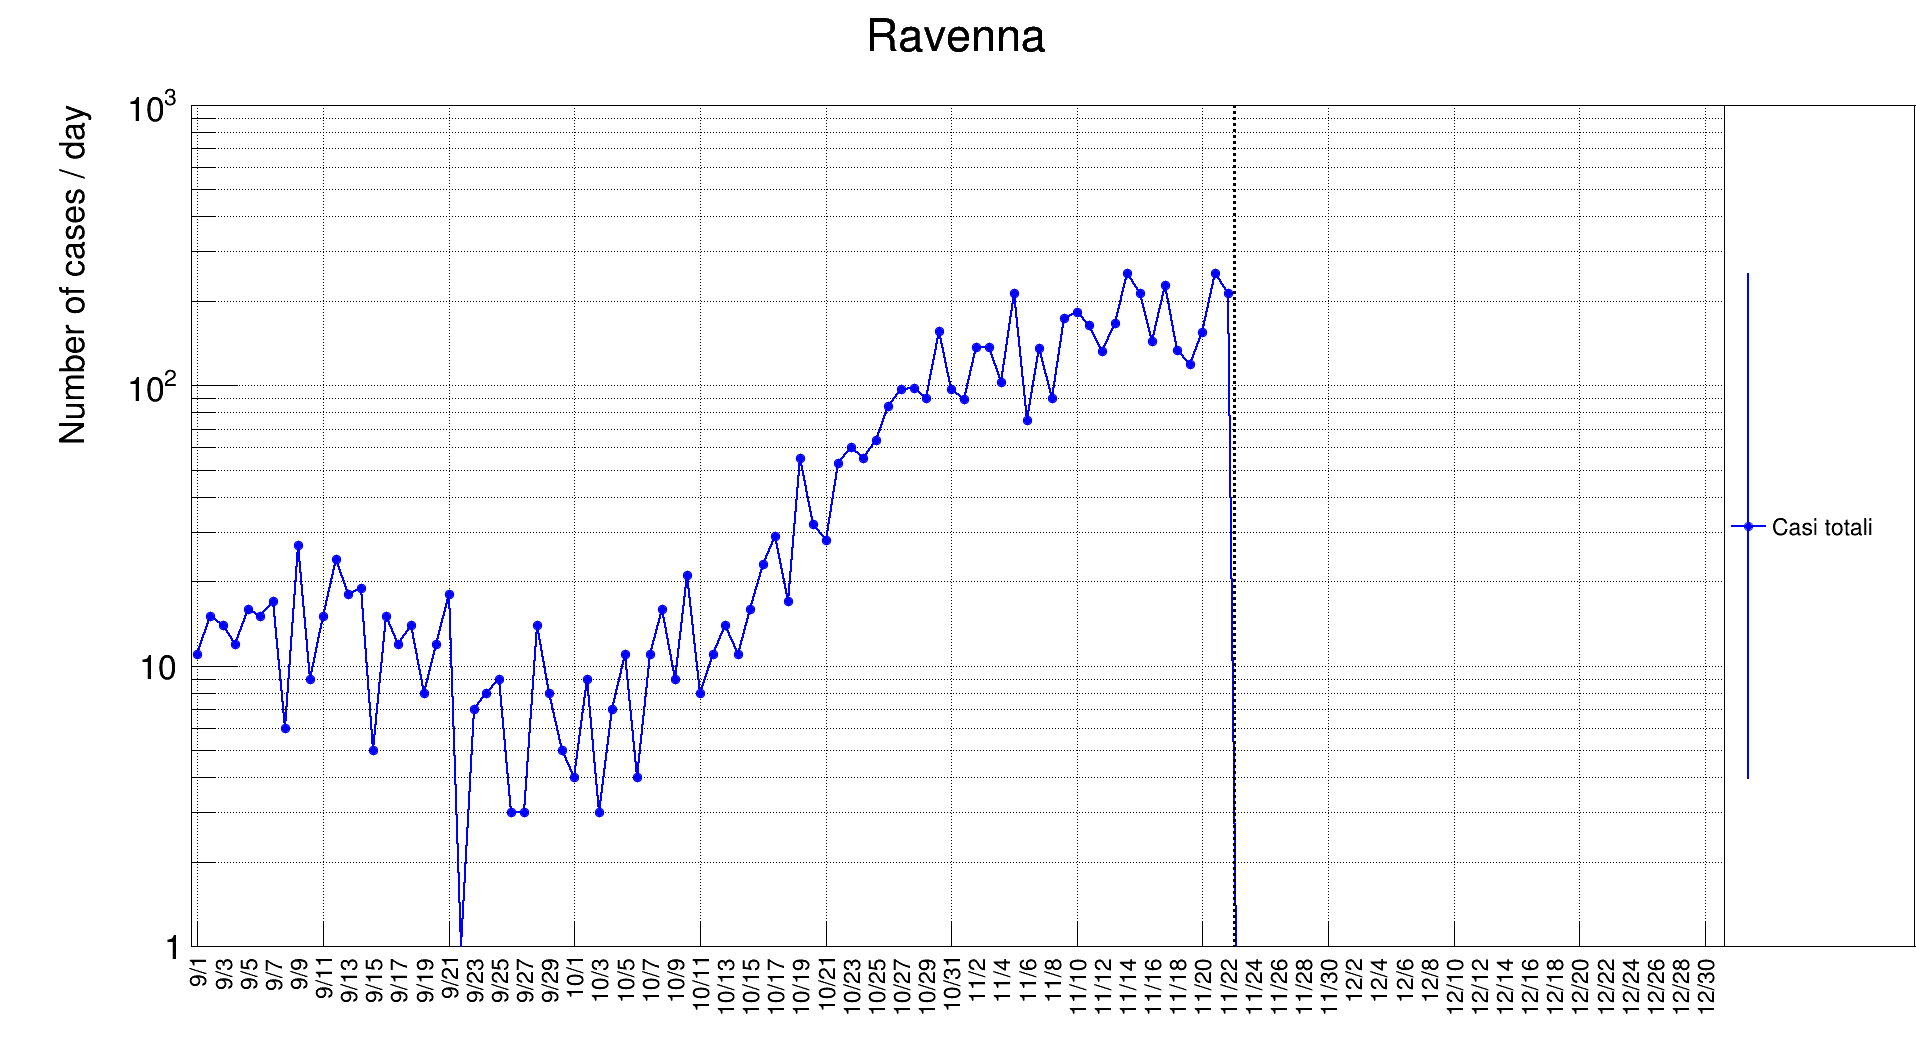 Ravenna
Number of cases / day
10³
10²
10
1
9/1 9/3 9/5 9/7 9/9 9/11 9/13 9/15 9/17 9/19 9/21 9/23 9/25 9/27 9/29 10/1 10/3 10/5 10/7 10/9 10/11 10/13 10/15 10/17 10/19 10/21 10/23 10/25 10/27 10/29 10/31 11/2 11/4 11/6 11/8 11/10 11/12 11/14 11/16 11/18 11/20 11/22 11/24 11/26 11/28 11/30 12/2 12/4 12/6 12/8 12/10 12/12 12/14 12/16 12/18 12/20 12/22 12/24 12/26 12/28 12/30
Casi totali